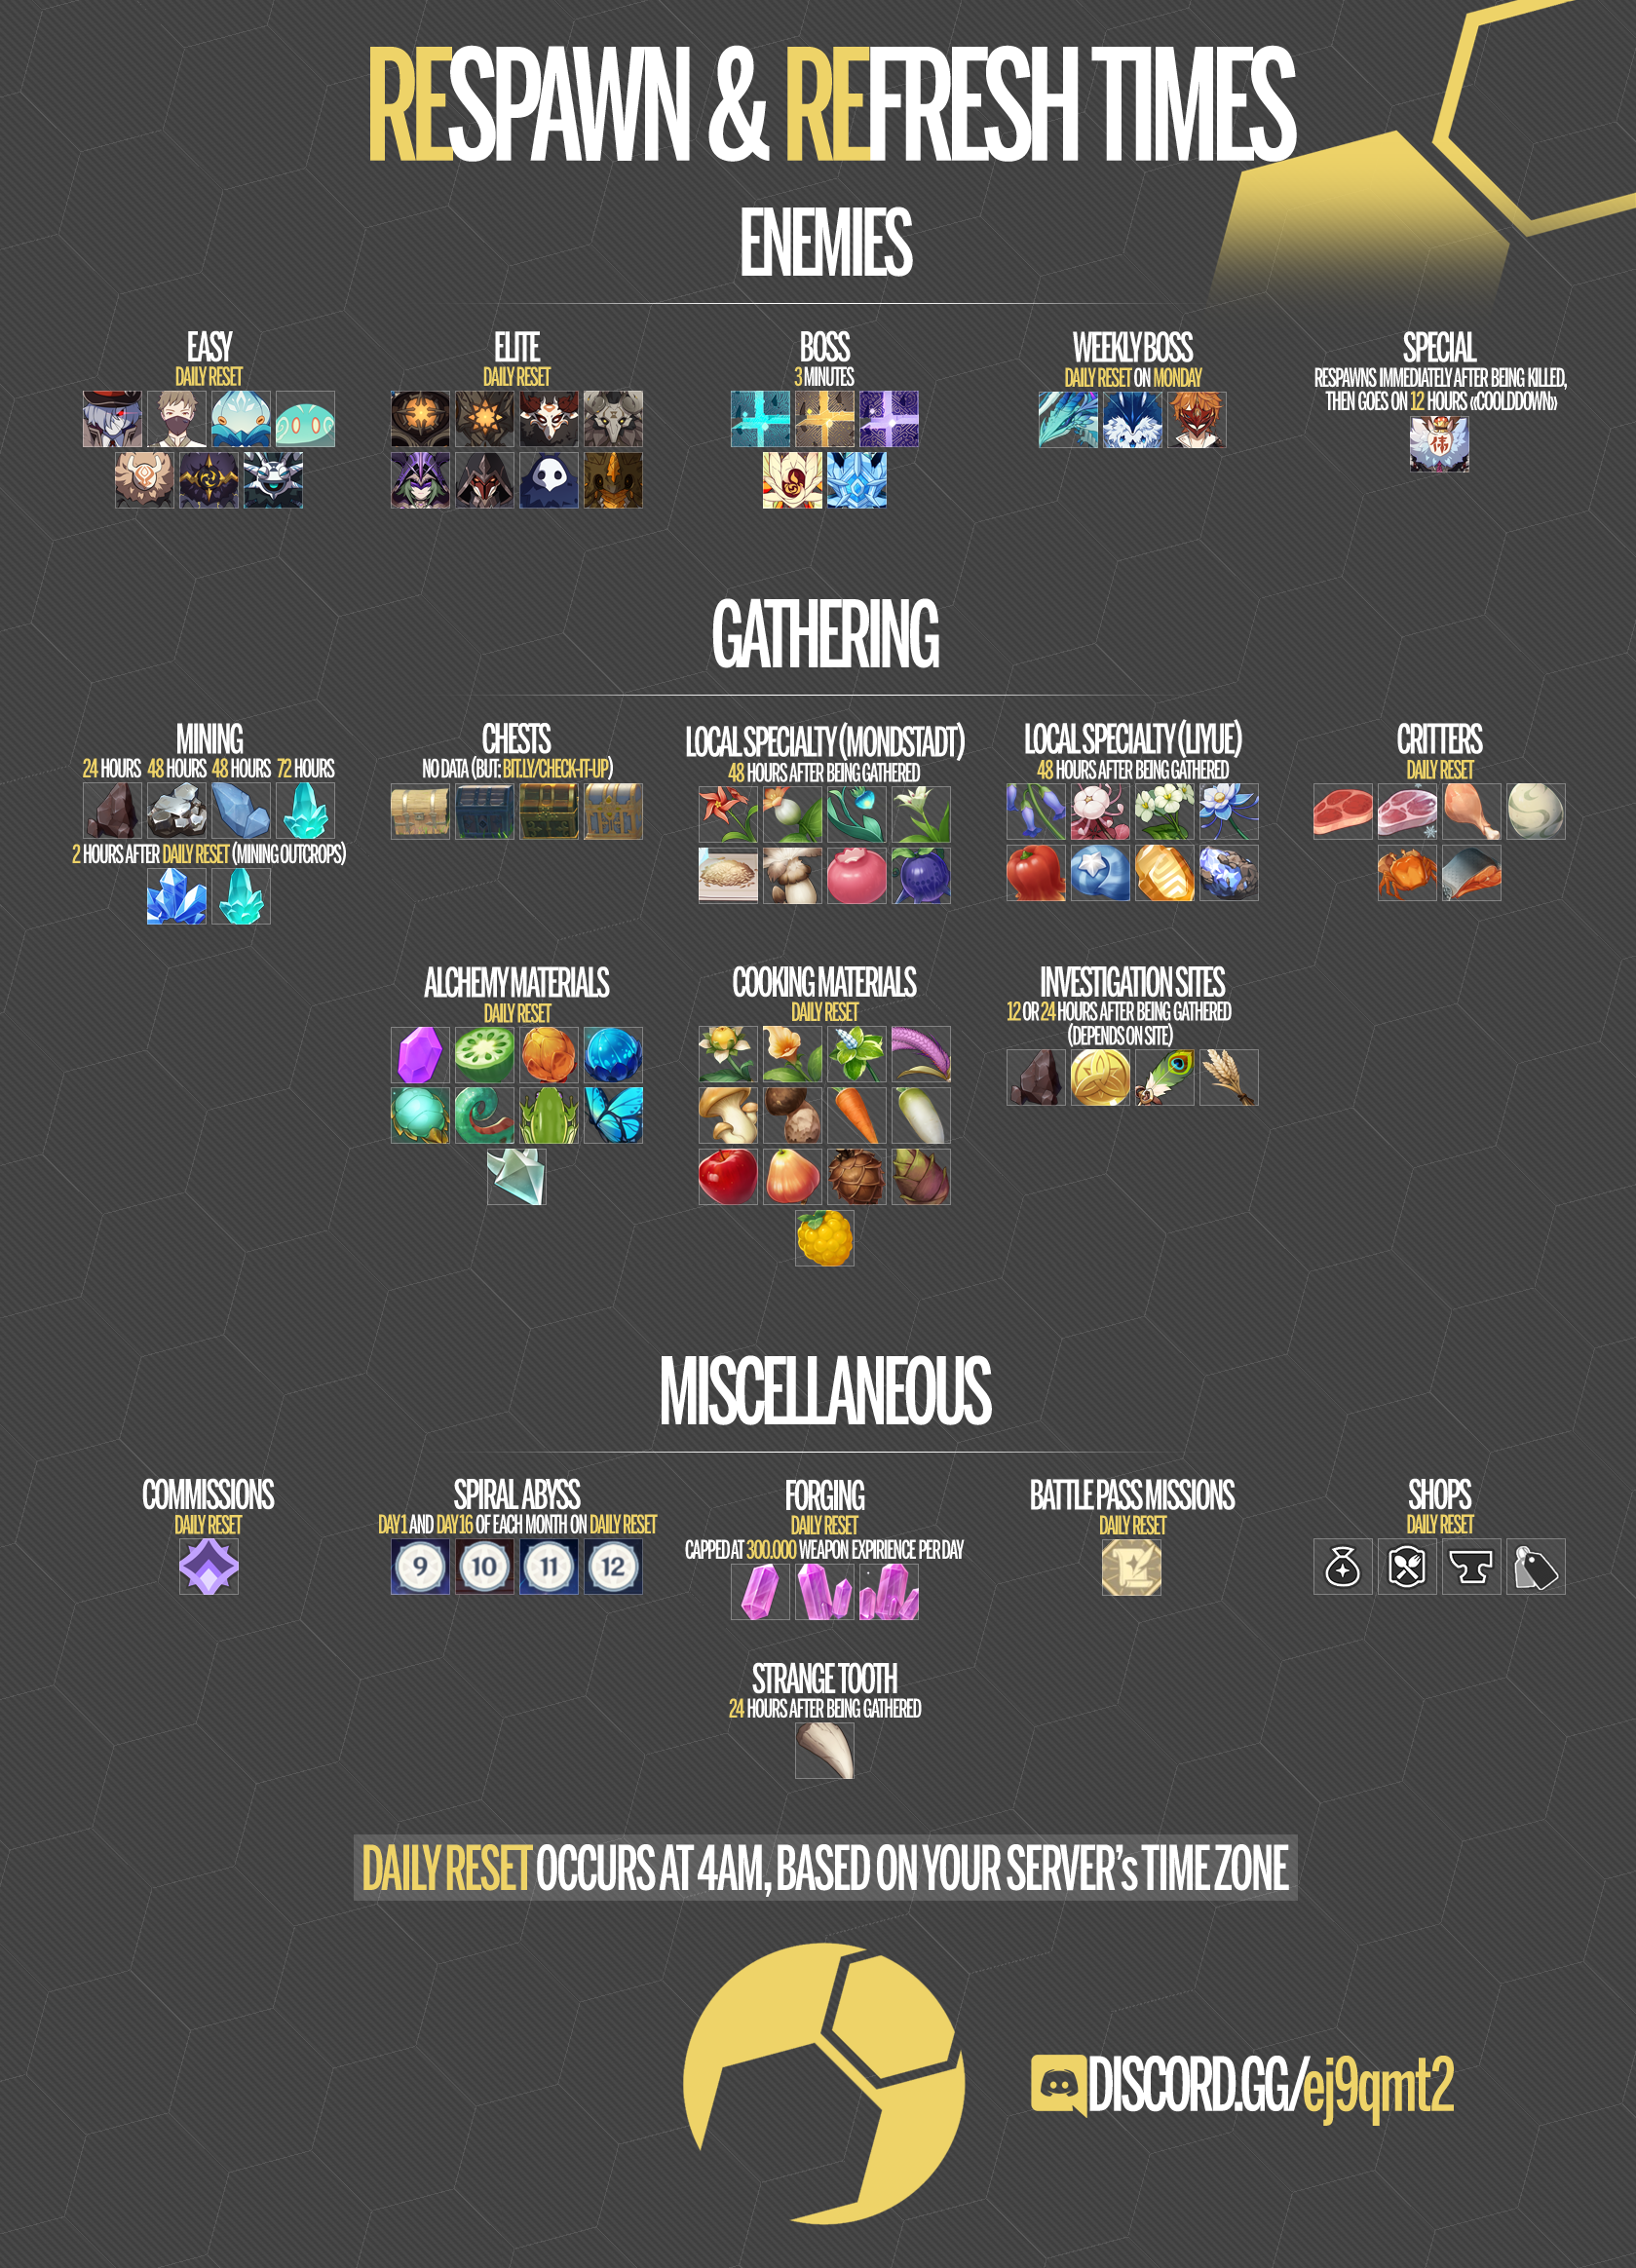 RESPAWN & REFRESH TIMES
ENEMIES
EASY
DAILY RESET
ELITE
DAILY RESET
BOSS
3 MINUTES
WEEKLY BOSS
DAILY RESET ON MONDAY
SPECIAL
RESPAWNS IMMEDIATELY AFTER BEING KILLED,
THEN GOES ON 12 HOURS «COOLDDOWN»
GATHERING
MINING
24 HOURS 48 HOURS 48 HOURS 72 HOURS
2 HOURS AFTER DAILY RESET (MINING OUTCROPS)
CHESTS
NO DATA (BUT: BIT.LY/CHECK-IT-UP)
LOCAL SPECIALTY (MONDSTADT)
48 HOURS AFTER BEING GATHERED
LOCAL SPECIALTY (LIYUE)
48 HOURS AFTER BEING GATHERED
CRITTERS
DAILY RESET
ALCHEMY MATERIALS
DAILY RESET
COOKING MATERIALS
DAILY RESET
INVESTIGATION SITES
12 OR 24 HOURS AFTER BEING GATHERED
(DEPENDS ON SITE)
MISCELLANEOUS
COMMISSIONS
DAILY RESET
SPIRAL ABYSS
DAY 1 AND DAY 16 OF EACH MONTH ON DAILY RESET
9 10 11 12
FORGING
DAILY RESET
CAPPED AT 300.000 WEAPON EXPIRIENCE PER DAY
BATTLE PASS MISSIONS
DAILY RESET
SHOPS
DAILY RESET
STRANGE TOOTH
24 HOURS AFTER BEING GATHERED
DAILY RESET OCCURS AT 4AM, BASED ON YOUR SERVER's TIME ZONE
DISCORD.GG/ej9qmt2